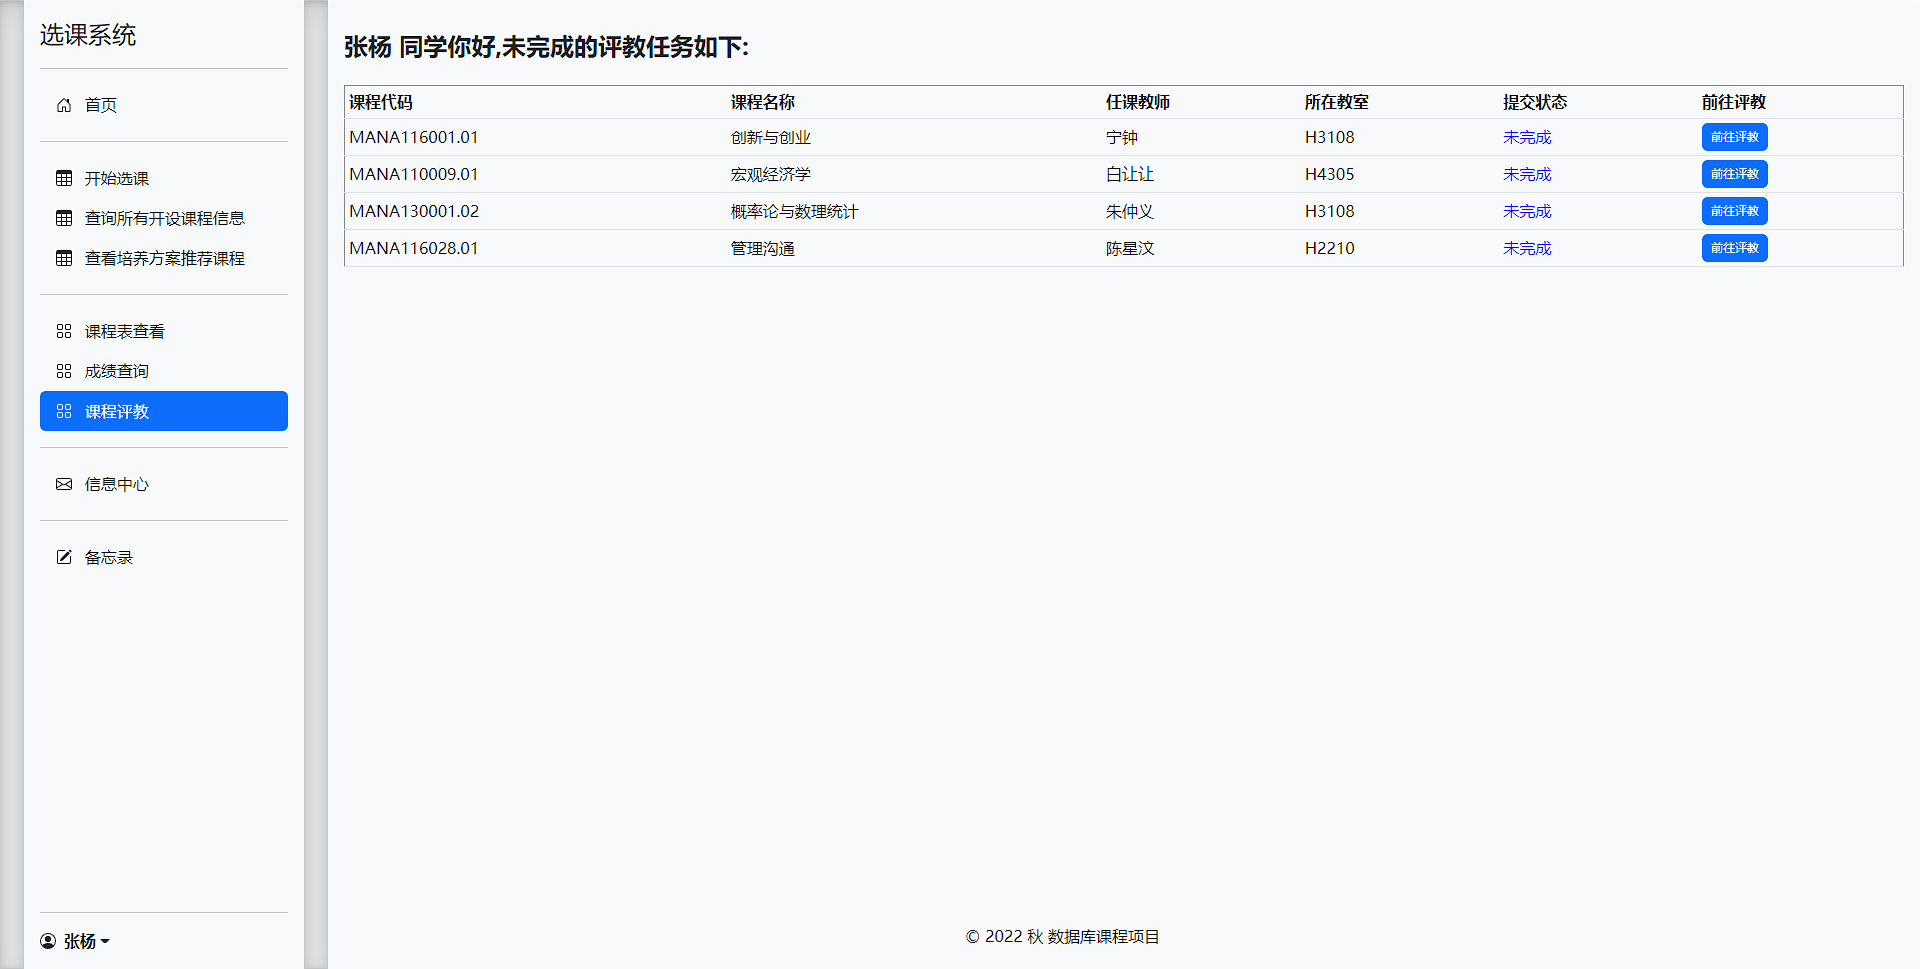 选课系统
首页
开始选课
查询所有开设课程信息
查看培养方案推荐课程
课程表查看
成绩查询
课程评教
信息中心
备忘录
张杨
张杨 同学你好,未完成的评教任务如下:
课程代码 课程名称 任课教师 所在教室 提交状态 前往评教
MANA116001.01 创新与创业 宁钟 H3108 未完成 前往评教
MANA110009.01 宏观经济学 白让让 H4305 未完成 前往评教
MANA130001.02 概率论与数理统计 朱仲义 H3108 未完成 前往评教
MANA116028.01 管理沟通 陈星汶 H2210 未完成 前往评教
© 2022 秋 数据库课程项目